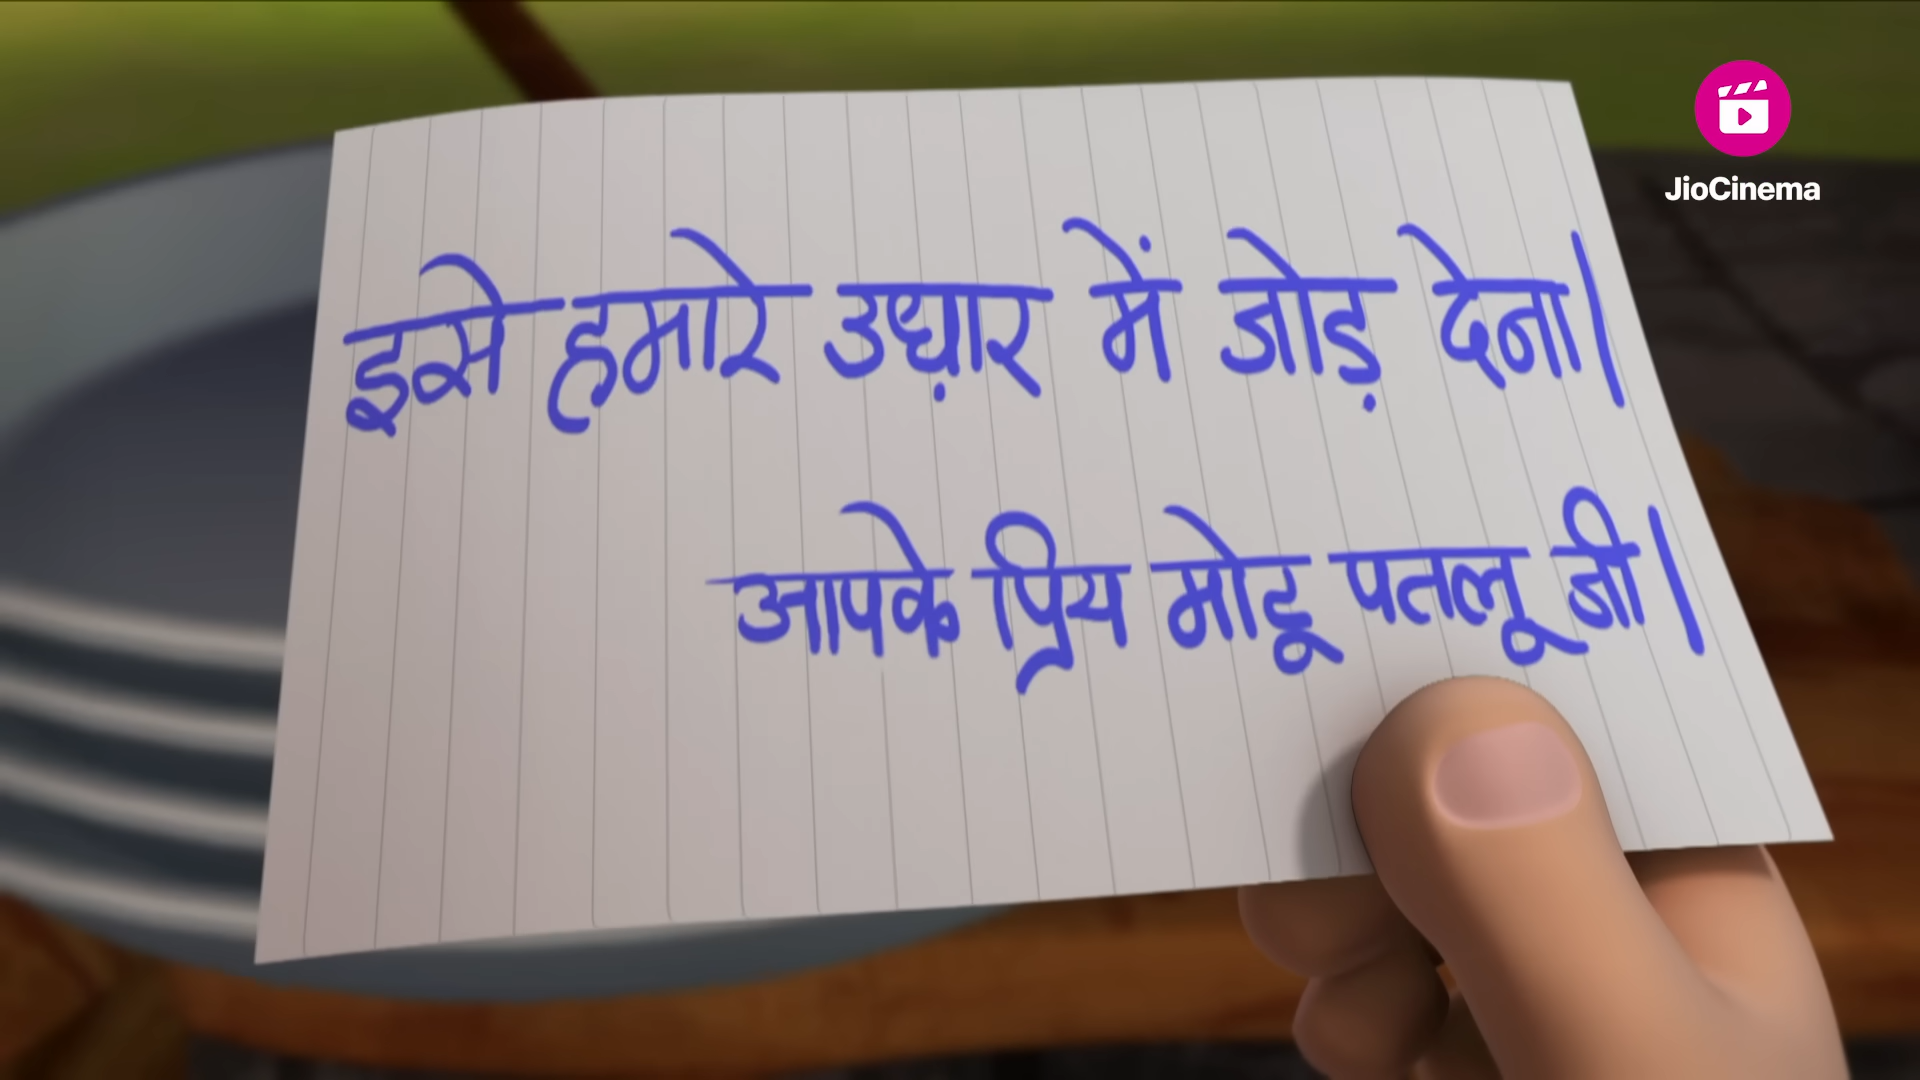 इसे हमारे उध़ार में जोड़ देना|
आपके प्रिय मोटू पतलू जी|
JioCinema